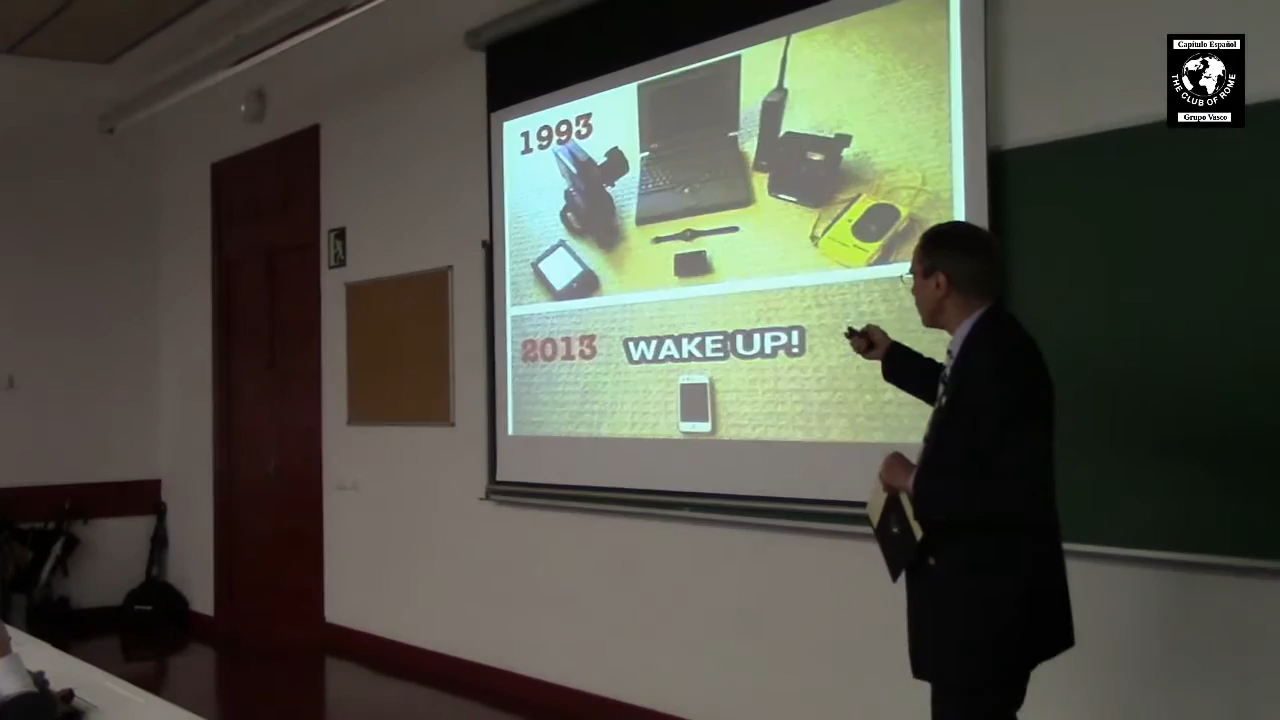 1993
2013 WAKE UP!
Capítulo Español
THE CLUB OF ROME
Grupo Vasco